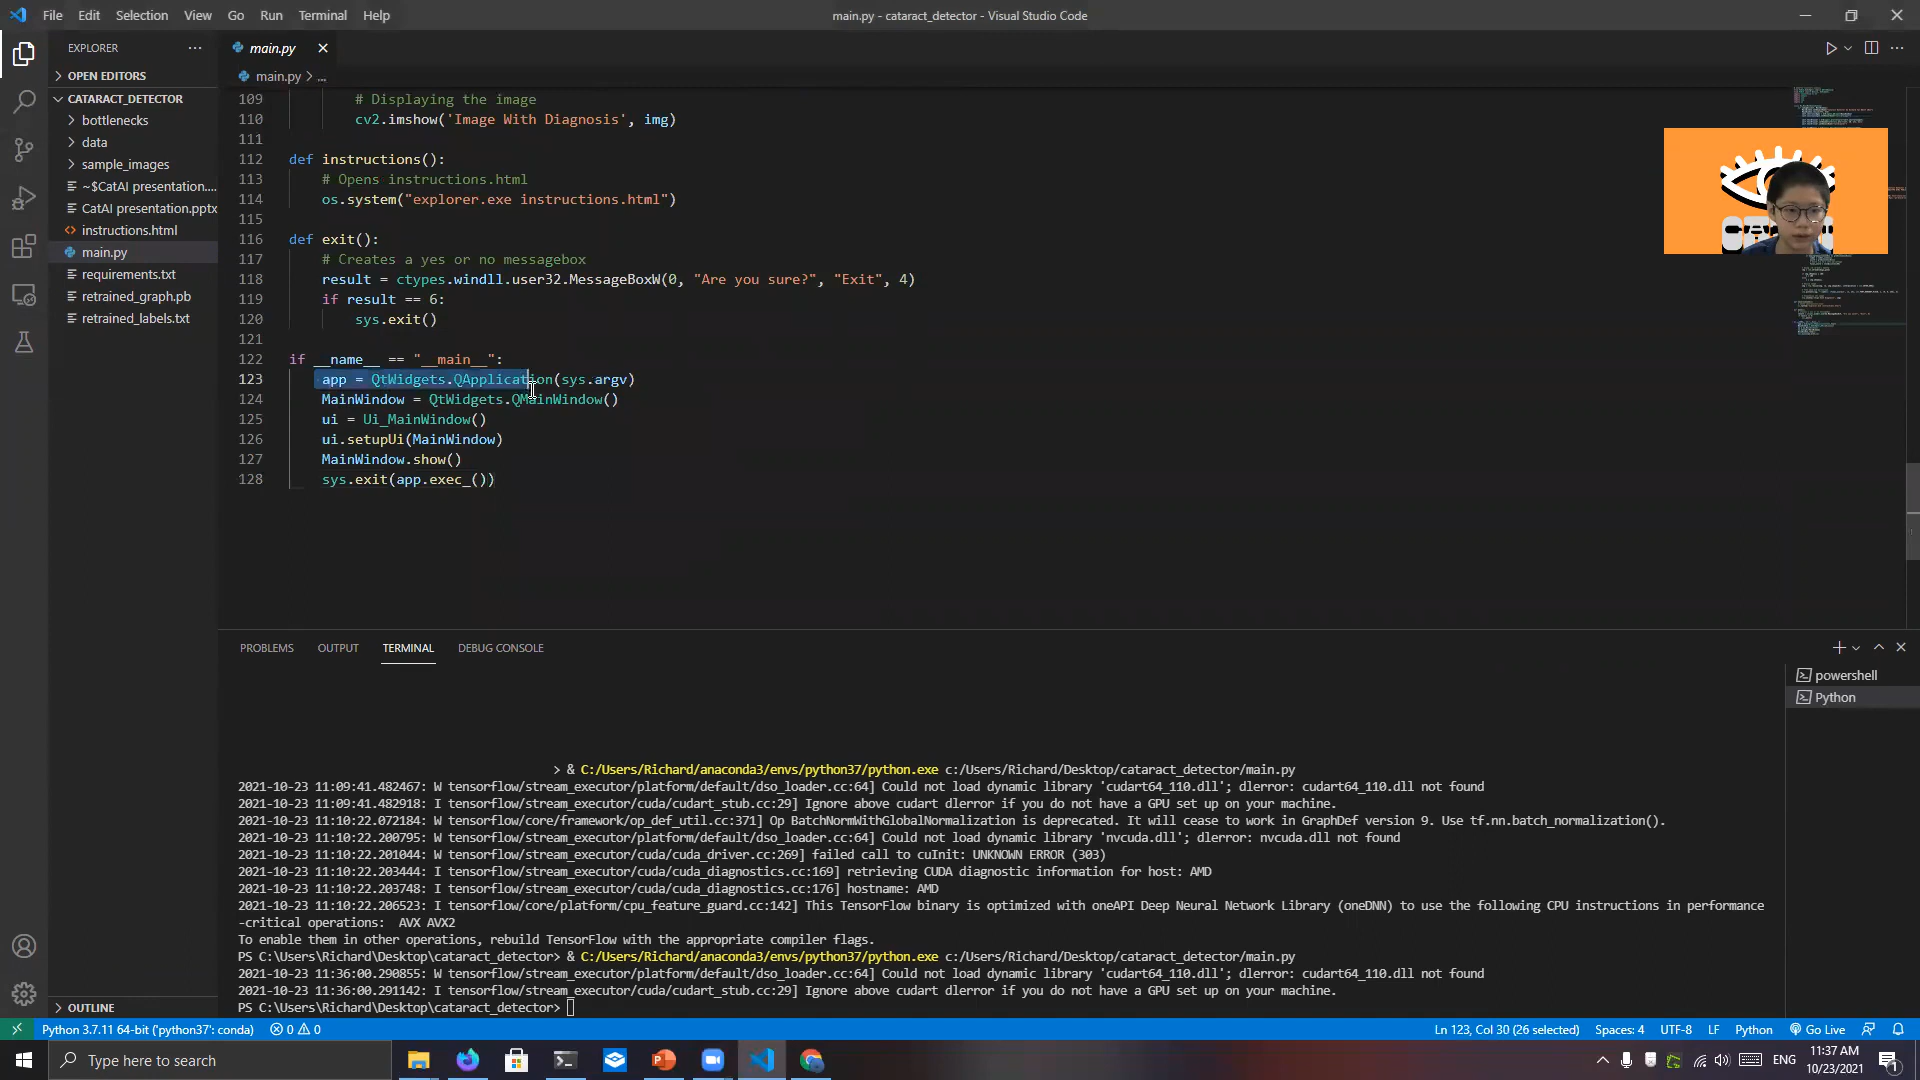 File Edit Selection View Go Run Terminal Help
main.py - cataract_detector - Visual Studio Code
EXPLORER
OPEN EDITORS
CATARACT_DETECTOR
bottlenecks
data
sample_images
~$CatAI presentation....
CatAI presentation.pptx
instructions.html
main.py
requirements.txt
retrained_graph.pb
retrained_labels.txt
OUTLINE
main.py
main.py > ...
109 # Displaying the image
110 cv2.imshow('Image With Diagnosis', img)
111
112 def instructions():
113 # Opens instructions.html
114 os.system("explorer.exe instructions.html")
115
116 def exit():
117 # Creates a yes or no messagebox
118 result = ctypes.windll.user32.MessageBoxW(0, "Are you sure?", "Exit", 4)
119 if result == 6:
120 sys.exit()
121
122 if __name__ == "__main__":
123 app = QtWidgets.QApplication(sys.argv)
124 MainWindow = QtWidgets.QMainWindow()
125 ui = Ui_MainWindow()
126 ui.setupUi(MainWindow)
127 MainWindow.show()
128 sys.exit(app.exec_())
PROBLEMS OUTPUT TERMINAL DEBUG CONSOLE
powershell
Python
> & C:/Users/Richard/anaconda3/envs/python37/python.exe c:/Users/Richard/Desktop/cataract_detector/main.py
2021-10-23 11:09:41.482467: W tensorflow/stream_executor/platform/default/dso_loader.cc:64] Could not load dynamic library 'cudart64_110.dll'; dlerror: cudart64_110.dll not found
2021-10-23 11:09:41.482918: I tensorflow/stream_executor/cuda/cudart_stub.cc:29] Ignore above cudart dlerror if you do not have a GPU set up on your machine.
2021-10-23 11:10:22.072184: W tensorflow/core/framework/op_def_util.cc:371] Op BatchNormWithGlobalNormalization is deprecated. It will cease to work in GraphDef version 9. Use tf.nn.batch_normalization().
2021-10-23 11:10:22.200795: W tensorflow/stream_executor/platform/default/dso_loader.cc:64] Could not load dynamic library 'nvcuda.dll'; dlerror: nvcuda.dll not found
2021-10-23 11:10:22.201044: W tensorflow/stream_executor/cuda/cuda_driver.cc:269] failed call to cuInit: UNKNOWN ERROR (303)
2021-10-23 11:10:22.203444: I tensorflow/stream_executor/cuda/cuda_diagnostics.cc:169] retrieving CUDA diagnostic information for host: AMD
2021-10-23 11:10:22.203748: I tensorflow/stream_executor/cuda/cuda_diagnostics.cc:176] hostname: AMD
2021-10-23 11:10:22.206523: I tensorflow/core/platform/cpu_feature_guard.cc:142] This TensorFlow binary is optimized with oneAPI Deep Neural Network Library (oneDNN) to use the following CPU instructions in performance
-critical operations: AVX AVX2
To enable them in other operations, rebuild TensorFlow with the appropriate compiler flags.
PS C:\Users\Richard\Desktop\cataract_detector> & C:/Users/Richard/anaconda3/envs/python37/python.exe c:/Users/Richard/Desktop/cataract_detector/main.py
2021-10-23 11:36:00.290855: W tensorflow/stream_executor/platform/default/dso_loader.cc:64] Could not load dynamic library 'cudart64_110.dll'; dlerror: cudart64_110.dll not found
2021-10-23 11:36:00.291142: I tensorflow/stream_executor/cuda/cudart_stub.cc:29] Ignore above cudart dlerror if you do not have a GPU set up on your machine.
PS C:\Users\Richard\Desktop\cataract_detector>
Python 3.7.11 64-bit ('python37': conda) 0 0 Ln 123, Col 30 (26 selected) Spaces: 4 UTF-8 LF Python Go Live
Type here to search
ENG
11:37 AM
10/23/2021
1